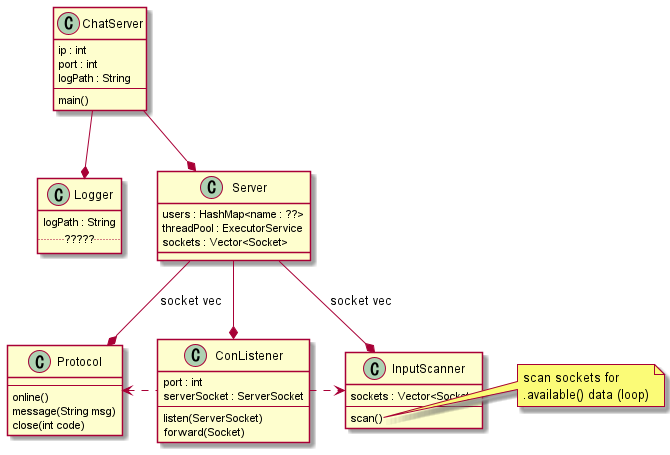 C ChatServer
ip : int
port : int
logPath : String
main()
C Logger
logPath : String
?????
C Server
users : HashMap<name : ??>
threadPool : ExecutorService
sockets : Vector<Socket>
socket vec
socket vec
C Protocol
online()
message(String msg)
close(int code)
C ConListener
port : int
serverSocket : ServerSocket
listen(ServerSocket)
forward(Socket)
C InputScanner
sockets : Vector<Socket
scan()
scan sockets for
.available() data (loop)